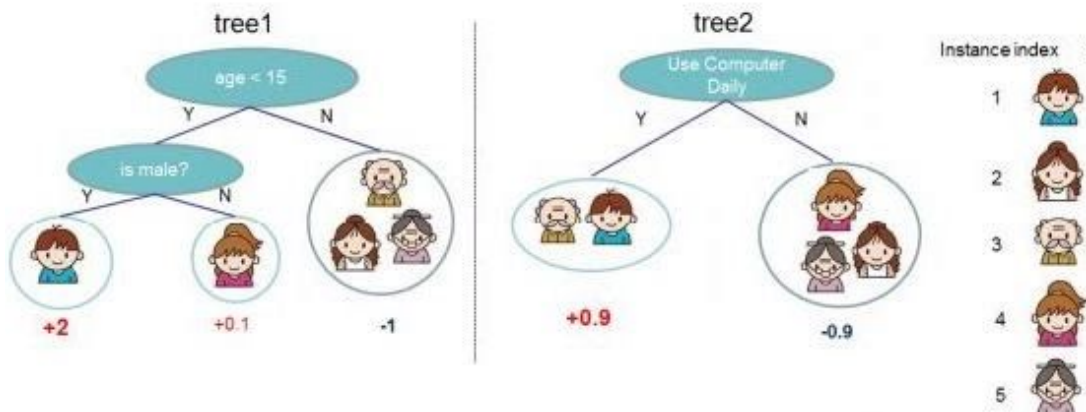 tree1
age < 15
Y
N
is male?
Y
N
+2
+0.1
-1
tree2
Use Computer
Daily
Y
N
+0.9
-0.9
Instance index
1
2
3
4
5